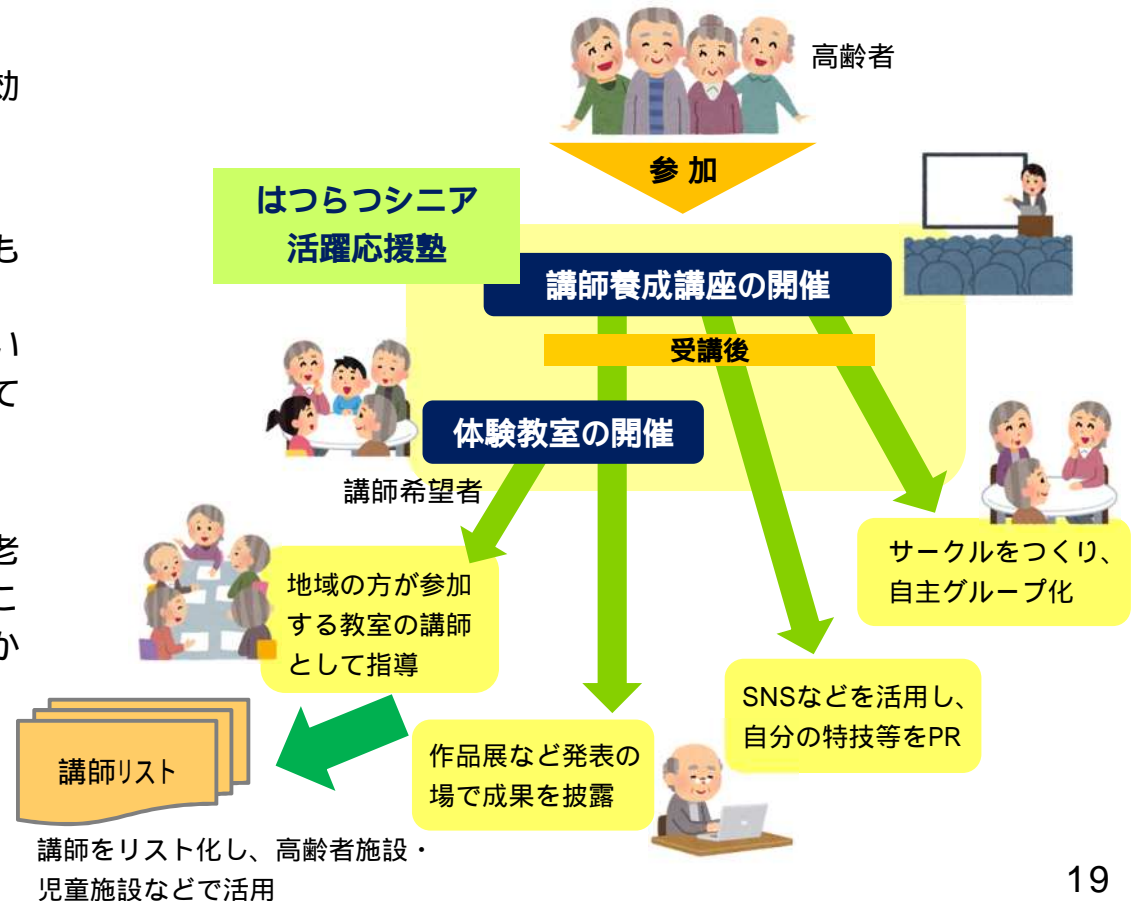 高齢者
効
参 加
はつらつシニア
活躍応援塾
も
講師養成講座の開催
い
受講後
て
体験教室の開催
講師希望者
老
に
か
サークルをつくり、
自主グループ化
地域の方が参加
する教室の講師
として指導
SNSなどを活用し、
自分の特技等をPR
作品展など発表の
場で成果を披露
講師リスト
講師をリスト化し、高齢者施設・
児童施設などで活用
19